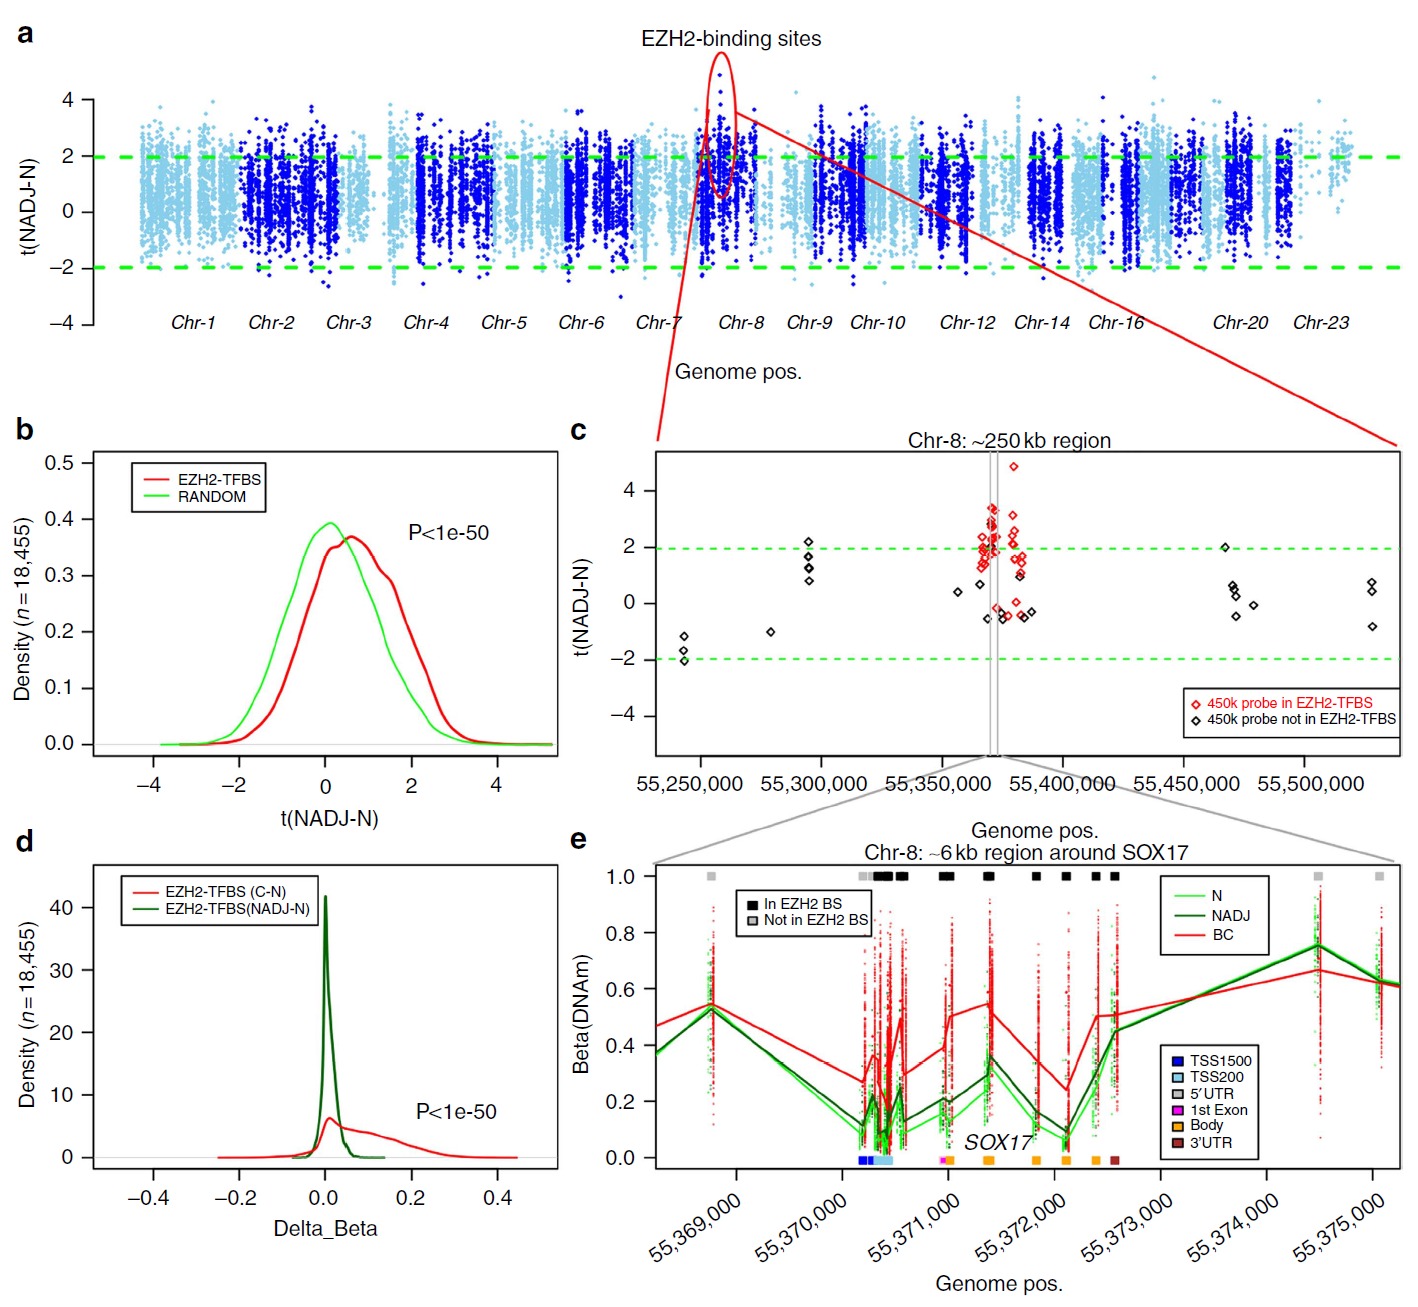 a
EZH2-binding sites
t(NADJ-N)
4
2
0
−2
−4
Chr-1 Chr-2 Chr-3 Chr-4 Chr-5 Chr-6 Chr-7 Chr-8 Chr-9 Chr-10 Chr-12 Chr-14 Chr-16 Chr-20 Chr-23
Genome pos.
b
Density (n = 18,455)
0.5
0.4
0.3
0.2
0.1
0.0
EZH2-TFBS
RANDOM
P<1e-50
−4 −2 0 2 4
t(NADJ-N)
c
Chr-8: ~250 kb region
t(NADJ-N)
4
2
0
−2
−4
450k probe in EZH2-TFBS
450k probe not in EZH2-TFBS
55,250,000 55,300,000 55,350,000 55,400,000 55,450,000 55,500,000
Genome pos.
d
Density (n = 18,455)
40
30
20
10
0
EZH2-TFBS (C-N)
EZH2-TFBS(NADJ-N)
P<1e-50
−0.4 −0.2 0.0 0.2 0.4
Delta_Beta
e
Chr-8: ~6 kb region around SOX17
Beta(DNAm)
1.0
0.8
0.6
0.4
0.2
0.0
In EZH2 BS
Not in EZH2 BS
N
NADJ
BC
TSS1500
TSS200
5′UTR
1st Exon
Body
3′UTR
SOX17
55,369,000 55,370,000 55,371,000 55,372,000 55,373,000 55,374,000 55,375,000
Genome pos.